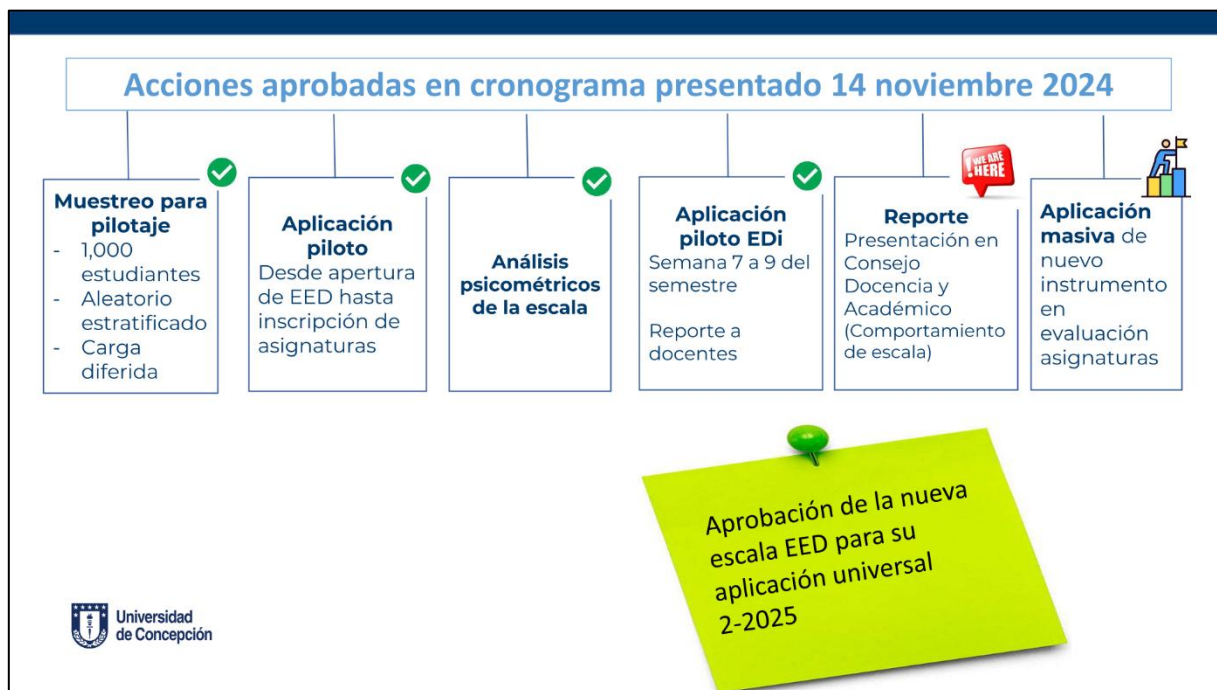 Acciones aprobadas en cronograma presentado 14 noviembre 2024
Muestreo para
pilotaje
- 1,000
estudiantes
- Aleatorio
estratificado
- Carga
diferida
Aplicación
piloto
Desde apertura
de EED hasta
inscripción de
asignaturas
Análisis
psicométricos
de la escala
Aplicación
piloto EDi
Semana 7 a 9 del
semestre
Reporte a
docentes
! WE ARE
HERE
Reporte
Presentación en
Consejo
Docencia y
Académico
(Comportamiento
de escala)
Aplicación
masiva de
nuevo
instrumento
en
evaluación
asignaturas
Aprobación de la nueva
escala EED para su
aplicación universal
2-2025
Universidad
de Concepción